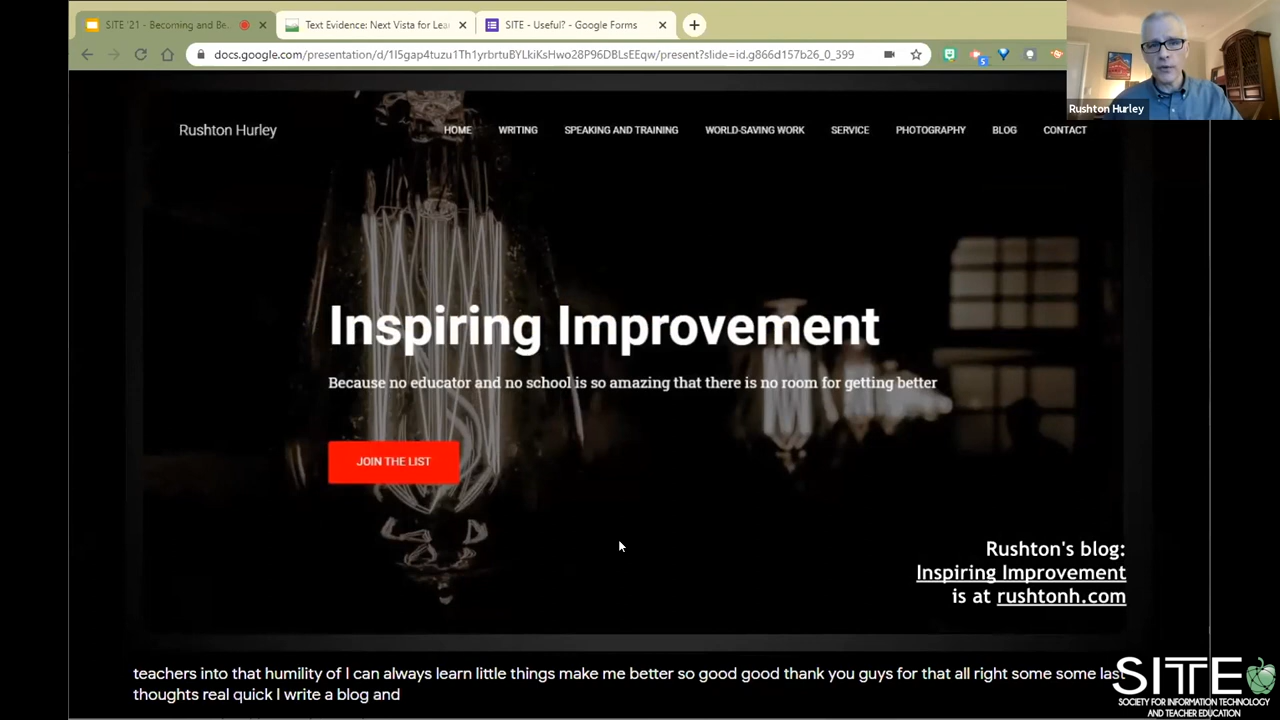 SITE '21 - Becoming and Be
Text Evidence: Next Vista for Lea
SITE - Useful? - Google Forms
docs.google.com/presentation/d/1I5gap4tuzu1Th1yrbrtuBYLkiKsHwo28P96DBLsEEqw/present?slide=id.g866d157b26_0_399
5
Rushton Hurley
Rushton Hurley
HOME
WRITING
SPEAKING AND TRAINING
WORLD-SAVING WORK
SERVICE
PHOTOGRAPHY
BLOG
CONTACT
Inspiring Improvement
Because no educator and no school is so amazing that there is no room for getting better
JOIN THE LIST
Rushton's blog:
Inspiring Improvement
is at rushtonh.com
teachers into that humility of I can always learn little things make me better so good good thank you guys for that all right some some last
thoughts real quick I write a blog and
SITE
SOCIETY FOR INFORMATION TECHNOLOGY
AND TEACHER EDUCATION